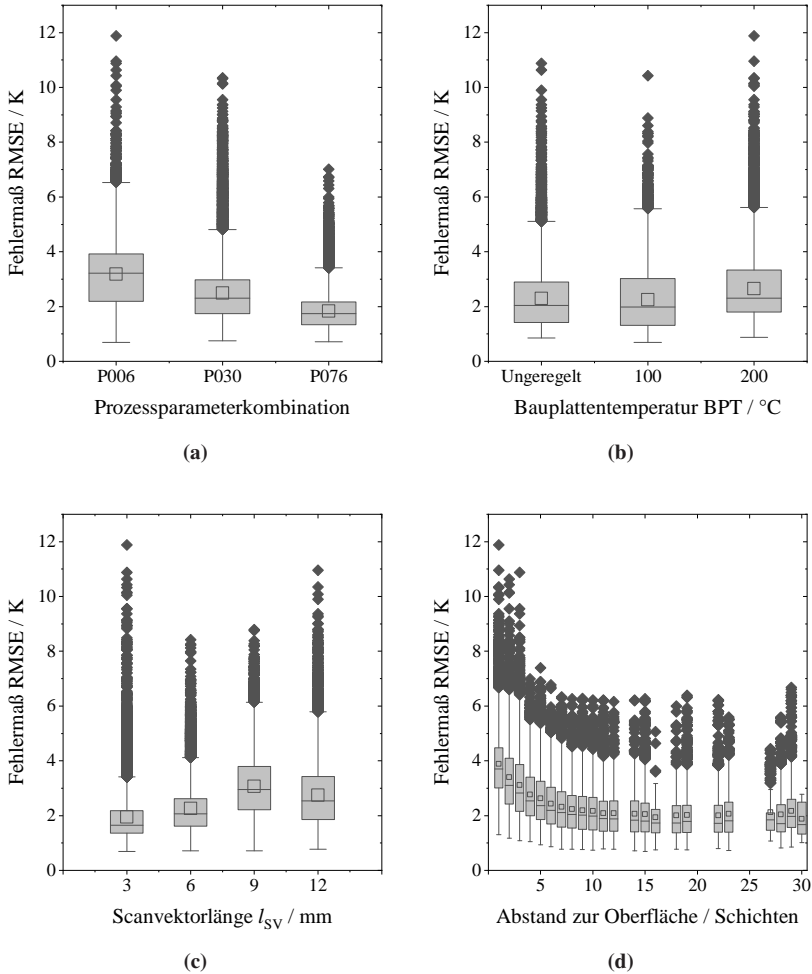 12
10
8
6
4
2
0
Fehlermaß RMSE / K
P006 P030 P076
Prozessparameterkombination
(a)
12
10
8
6
4
2
0
Fehlermaß RMSE / K
Ungeregelt 100 200
Bauplattentemperatur BPT / °C
(b)
12
10
8
6
4
2
0
Fehlermaß RMSE / K
3 6 9 12
Scanvektorlänge lSV / mm
(c)
12
10
8
6
4
2
0
Fehlermaß RMSE / K
5 10 15 20 25 30
Abstand zur Oberfläche / Schichten
(d)